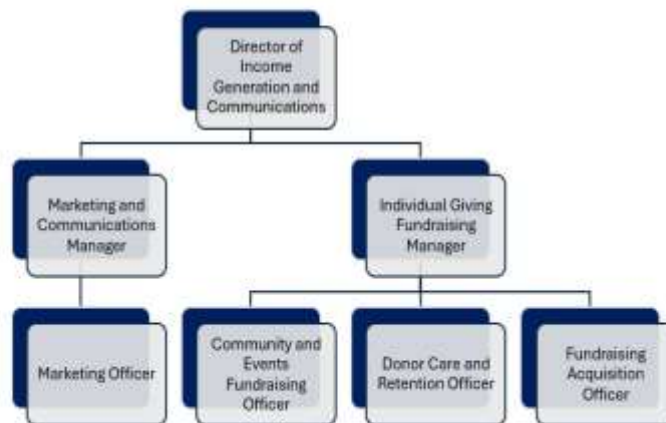 Director of
Income
Generation and
Communications
Marketing and
Communications
Manager
Individual Giving
Fundraising
Manager
Marketing Officer
Community and
Events
Fundraising
Officer
Donor Care and
Retention Officer
Fundraising
Acquisition
Officer